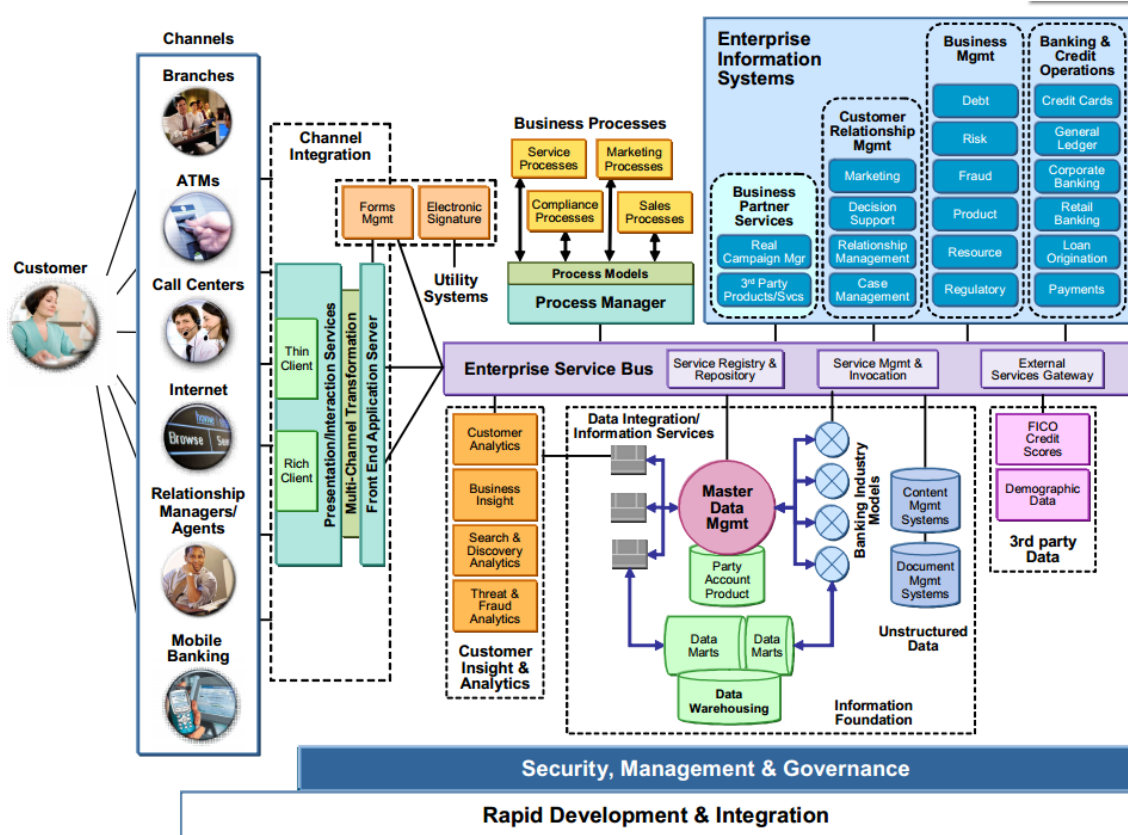 Channels
Branches
ATMs
Call Centers
Internet
Browse
Relationship
Managers/
Agents
Mobile
Banking
Customer
Channel
Integration
Thin
Client
Rich
Client
Presentation/Interaction Services
Multi-Channel Transformation
Front End Application Server
Forms
Mgmt
Electronic
Signature
Utility
Systems
Business Processes
Service
Processes
Marketing
Processes
Compliance
Processes
Sales
Processes
Process Models
Process Manager
Enterprise
Information
Systems
Business
Partner
Services
Real
Campaign Mgr
3rd Party
Products/Svcs
Customer
Relationship
Mgmt
Marketing
Decision
Support
Relationship
Management
Case
Management
Business
Mgmt
Debt
Risk
Fraud
Product
Resource
Regulatory
Banking &
Credit
Operations
Credit Cards
General
Ledger
Corporate
Banking
Retail
Banking
Loan
Origination
Payments
Enterprise Service Bus
Service Registry &
Repository
Service Mgmt &
Invocation
External
Services Gateway
Customer
Analytics
Business
Insight
Search &
Discovery
Analytics
Threat &
Fraud
Analytics
Customer
Insight &
Analytics
Data Integration/
Information Services
Master
Data
Mgmt
Party
Account
Product
Banking Industry
Models
Data
Marts
Data
Marts
Data
Warehousing
Content
Mgmt
Systems
Document
Mgmt
Systems
Unstructured
Data
Information
Foundation
FICO
Credit
Scores
Demographic
Data
3rd party
Data
Security, Management & Governance
Rapid Development & Integration